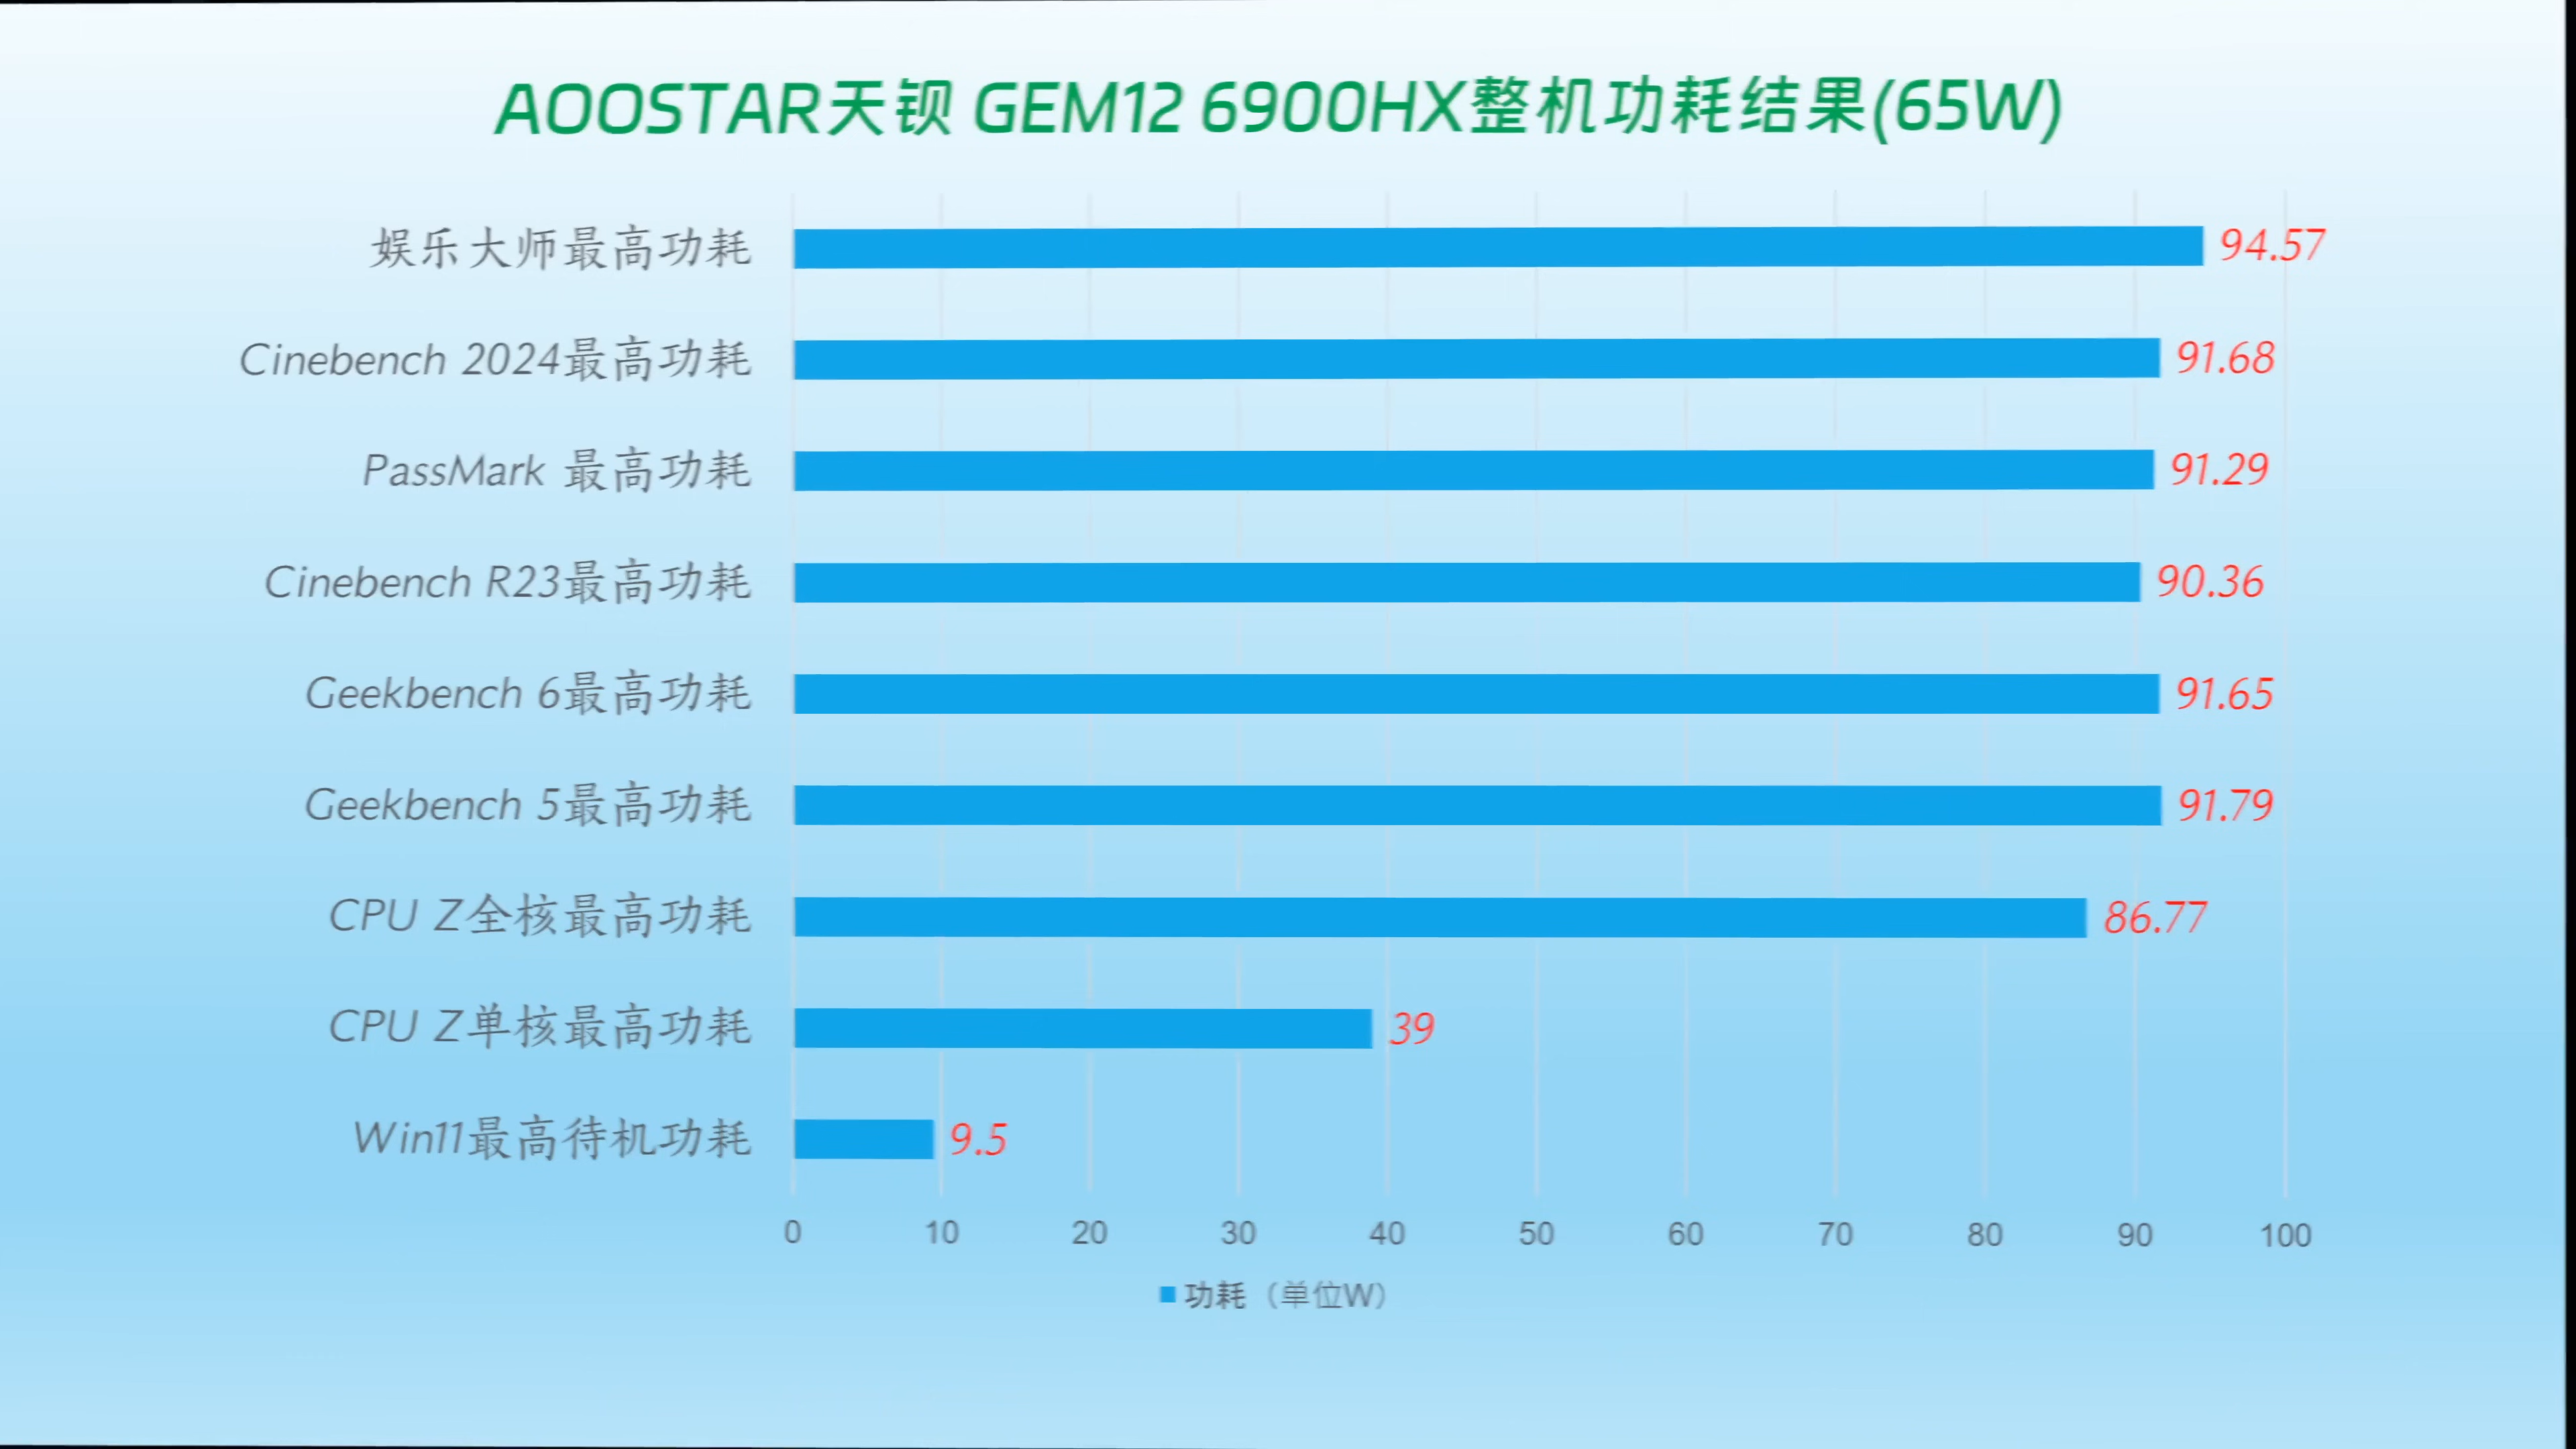 AOOSTAR天钡 GEM12 6900HX整机功耗结果(65W)
娱乐大师最高功耗 94.57
Cinebench 2024最高功耗 91.68
PassMark 最高功耗 91.29
Cinebench R23最高功耗 90.36
Geekbench 6最高功耗 91.65
Geekbench 5最高功耗 91.79
CPU Z全核最高功耗 86.77
CPU Z单核最高功耗 39
Win11最高待机功耗 9.5
0 10 20 30 40 50 60 70 80 90 100
功耗（单位W）